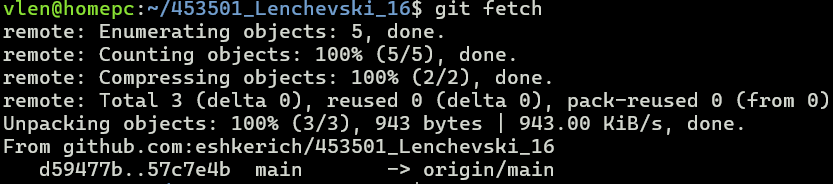 vlen@homepc:~/453501_Lenchevski_16$ git fetch
remote: Enumerating objects: 5, done.
remote: Counting objects: 100% (5/5), done.
remote: Compressing objects: 100% (2/2), done.
remote: Total 3 (delta 0), reused 0 (delta 0), pack-reused 0 (from 0)
Unpacking objects: 100% (3/3), 943 bytes | 943.00 KiB/s, done.
From github.com:eshkerich/453501_Lenchevski_16
   d59477b..57c7e4b  main       -> origin/main